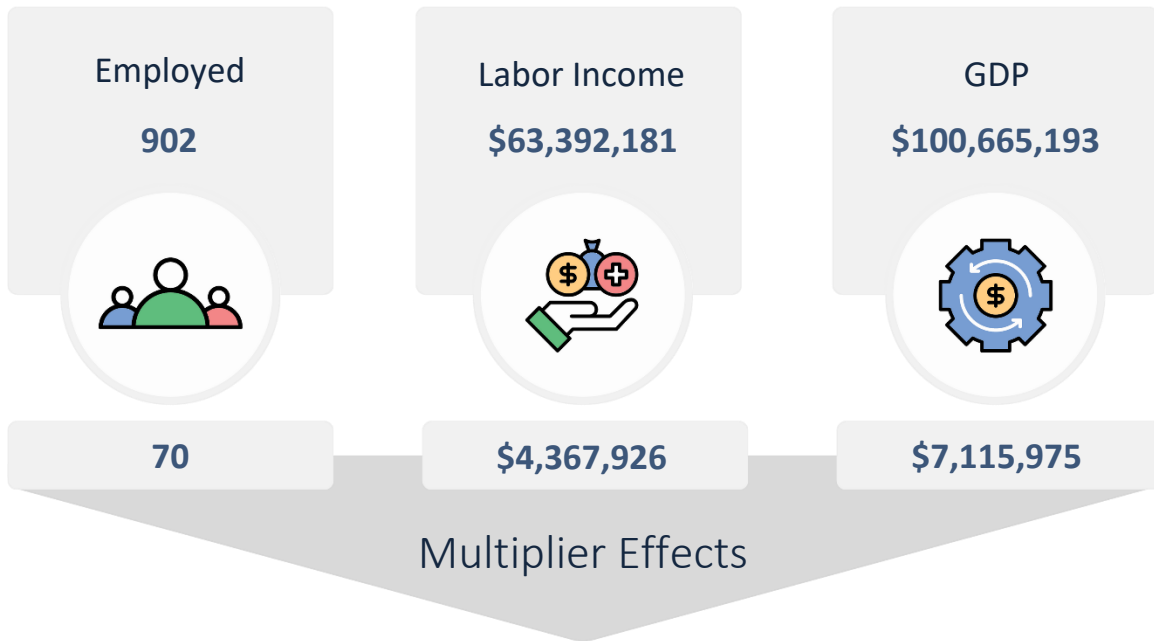 Employed
902
Labor Income
$63,392,181
GDP
$100,665,193
$
$
70
$4,367,926
$7,115,975
Multiplier Effects